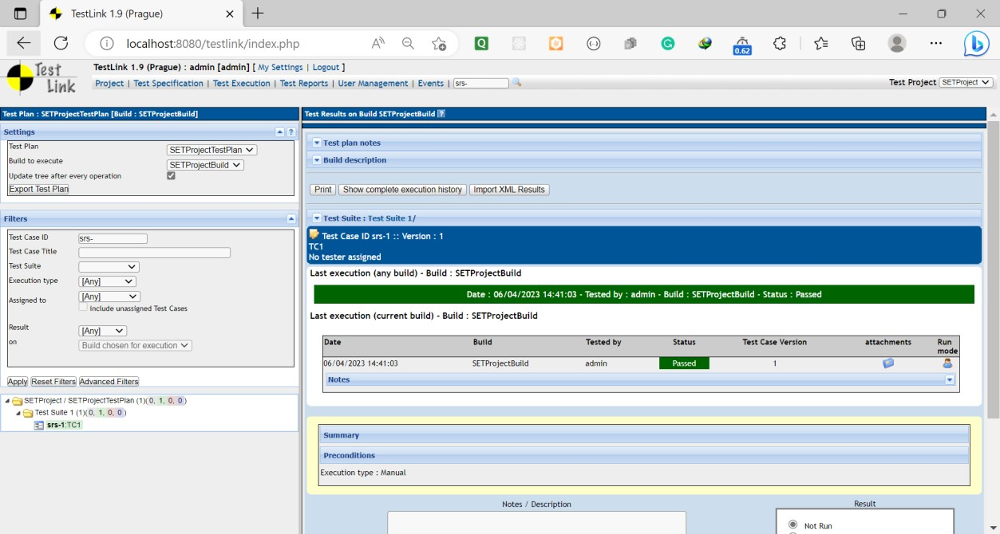 TestLink 1.9 (Prague)
localhost:8080/testlink/index.php
0.62
Test Link
TestLink 1.9 (Prague) : admin [admin] [ My Settings | Logout ]
Project | Test Specification | Test Execution | Test Reports | User Management | Events | srs-
Test Project SETProject
Test Plan : SETProjectTestPlan [Build : SETProjectBuild]
Settings
Test Plan SETProjectTestPlan
Build to execute SETProjectBuild
Update tree after every operation
Export Test Plan
Filters
Test Case ID srs-
Test Case Title
Test Suite
Execution type [Any]
Assigned to [Any]
include unassigned Test Cases
Result [Any]
on Build chosen for execution
Apply Reset Filters Advanced Filters
SETProject / SETProjectTestPlan (1)(0, 1, 0, 0)
Test Suite 1 (1)(0, 1, 0, 0)
srs-1:TC1
Test Results on Build SETProjectBuild ?
Test plan notes
Build description
Print Show complete execution history Import XML Results
Test Suite : Test Suite 1/
Test Case ID srs-1 :: Version : 1
TC1
No tester assigned
Last execution (any build) - Build : SETProjectBuild
Date : 06/04/2023 14:41:03 - Tested by : admin - Build : SETProjectBuild - Status : Passed
Last execution (current build) - Build : SETProjectBuild
Date Build Tested by Status Test Case Version attachments Run mode
06/04/2023 14:41:03 SETProjectBuild admin Passed 1
Notes
Summary
Preconditions
Execution type : Manual
Notes / Description Result
Not Run